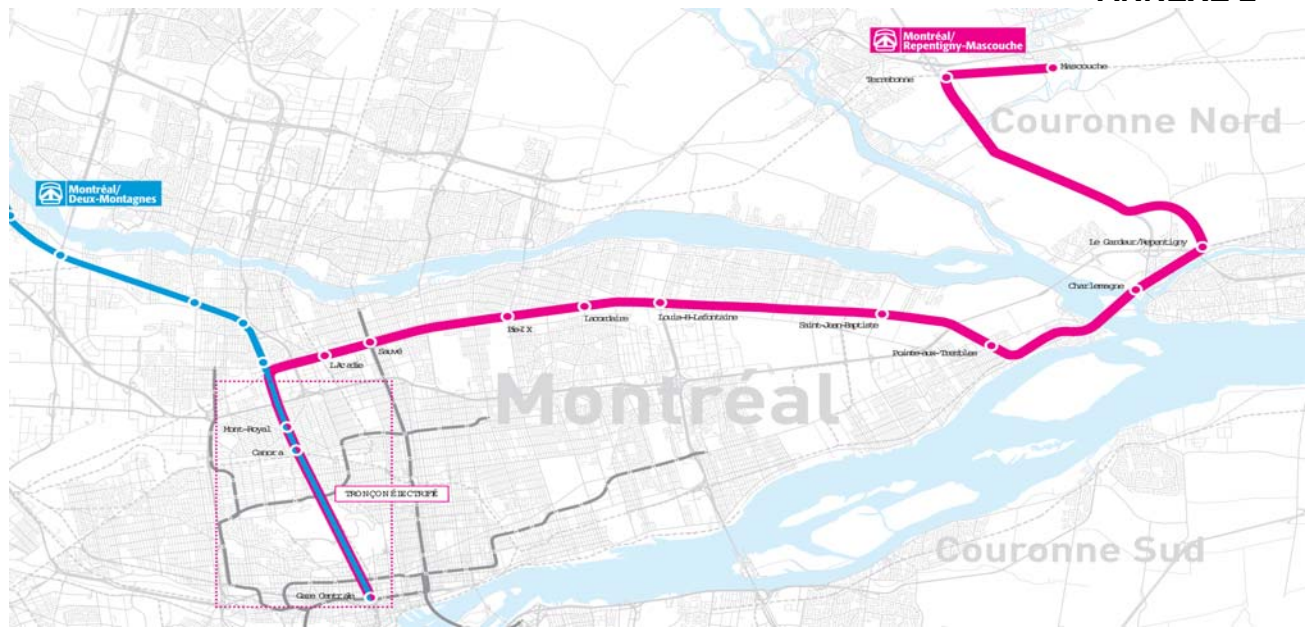 Montréal/
Repentigny-Mascouche
Mascouche
Terrebonne
Couronne Nord
Montréal/
Deux-Montagnes
Le Gardeur/Repentigny
Charlemagne
Pie-IX
Lacordaire
Louis-H-Lafontaine
Saint-Jean-Baptiste
Sauvé
L'Acadie
Pointe-aux-Trembles
Montréal
Mont-Royal
Canora
TRONÇON ÉLECTRIFIÉ
Couronne Sud
Gare Centrale